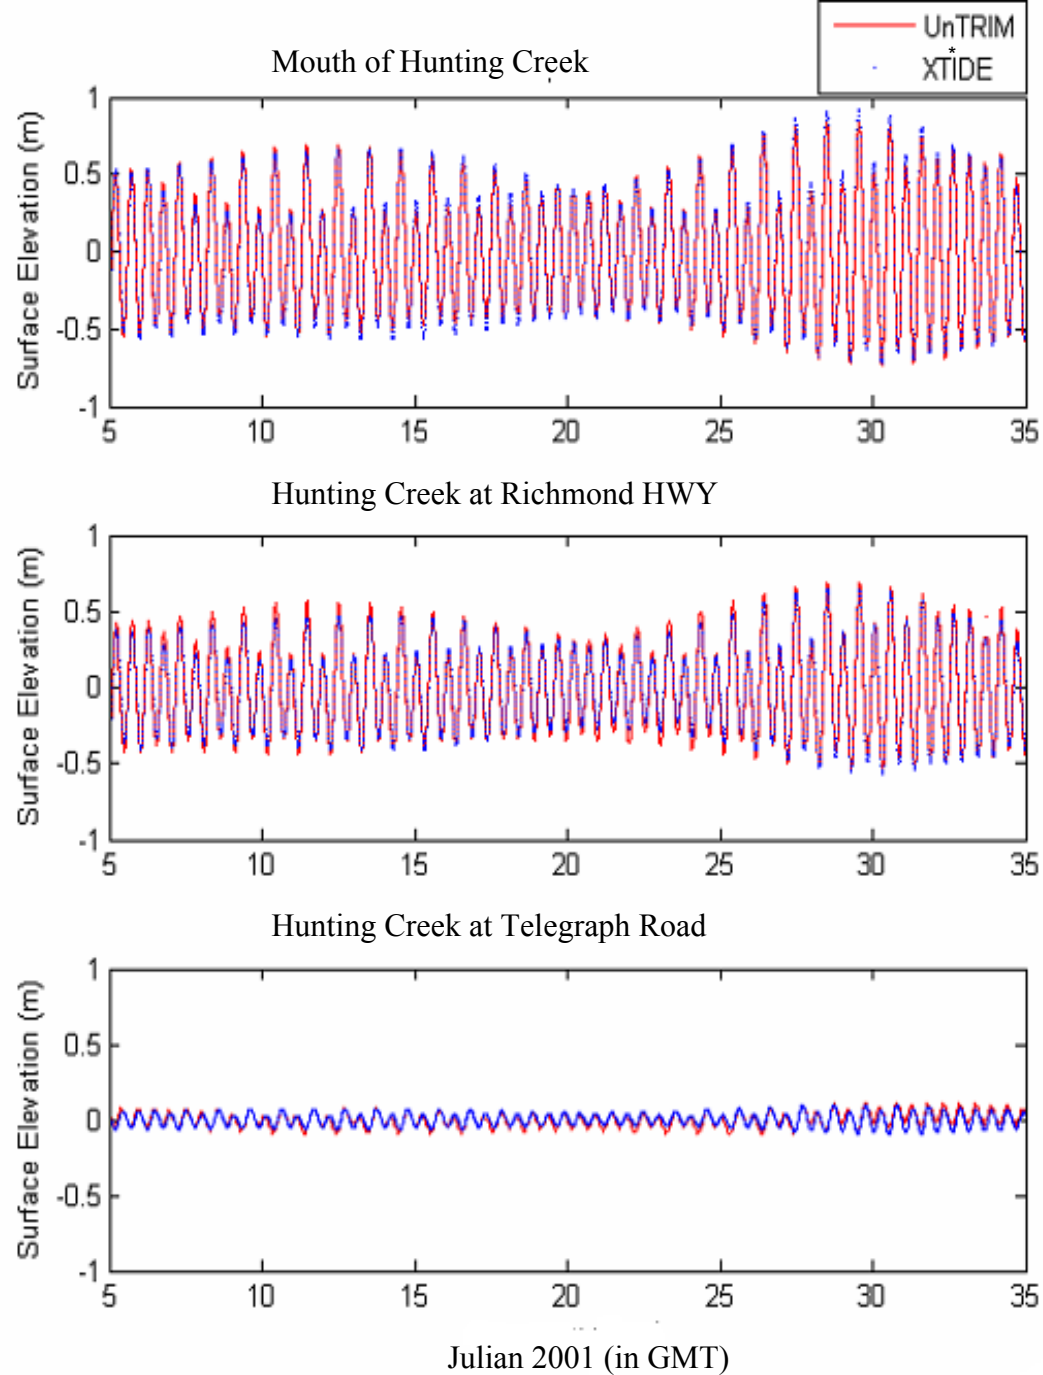 UnTRIM
*
XTIDE
Mouth of Hunting Creek
Surface Elevation (m)
1
0.5
0
-0.5
-1
5 10 15 20 25 30 35
Hunting Creek at Richmond HWY
Surface Elevation (m)
1
0.5
0
-0.5
-1
5 10 15 20 25 30 35
Hunting Creek at Telegraph Road
Surface Elevation (m)
1
0.5
0
-0.5
-1
5 10 15 20 25 30 35
Julian 2001 (in GMT)